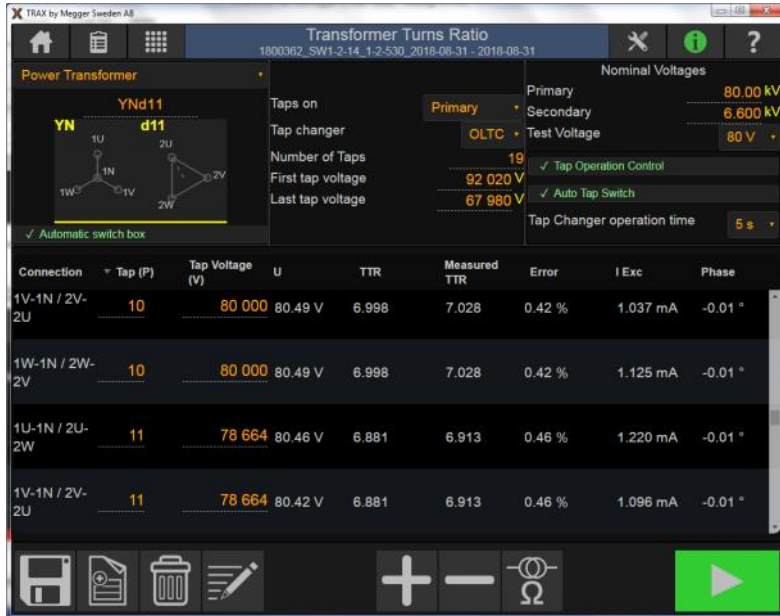 TRAX by Megger Sweden AB
Transformer Turns Ratio
1800362_SW1-2-14_1-2-530_2018-08-31 - 2018-08-31
i
?
Power Transformer
YNd11
YN d11
1U
2U
1N
2V
1W
1V
2W
✓ Automatic switch box
Taps on Primary
Tap changer OLTC
Number of Taps 19
First tap voltage 92 020 V
Last tap voltage 67 980 V
Nominal Voltages
Primary 80.00 kV
Secondary 6.600 kV
Test Voltage 80 V
✓ Tap Operation Control
✓ Auto Tap Switch
Tap Changer operation time 5 s
Connection Tap (P) Tap Voltage (V) U TTR Measured TTR Error I Exc Phase
1V-1N / 2V-2U 10 80 000 80.49 V 6.998 7.028 0.42 % 1.037 mA -0.01 °
1W-1N / 2W-2V 10 80 000 80.49 V 6.998 7.028 0.42 % 1.125 mA -0.01 °
1U-1N / 2U-2W 11 78 664 80.46 V 6.881 6.913 0.46 % 1.220 mA -0.01 °
1V-1N / 2V-2U 11 78 664 80.42 V 6.881 6.913 0.46 % 1.096 mA -0.01 °
Ω